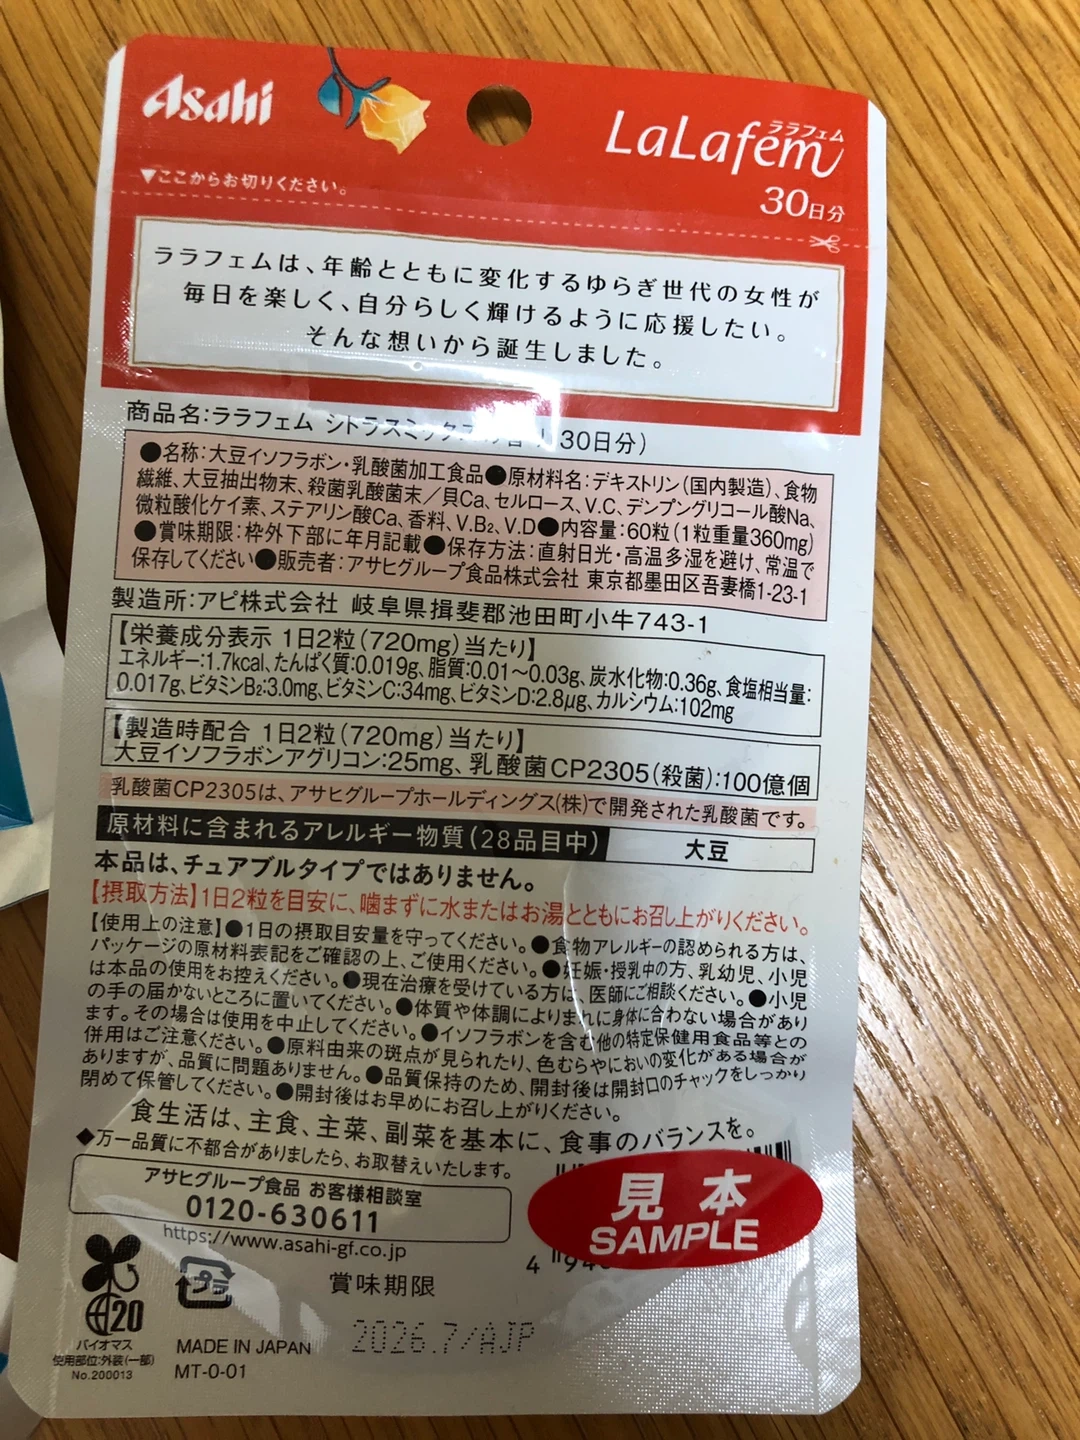 Asahi
LaLafem
ララフェム
30日分
▼ここからお切りください。
ララフェムは、年齢とともに変化するゆらぎ世代の女性が
毎日を楽しく、自分らしく輝けるように応援したい。
そんな想いから誕生しました。
商品名:ララフェム シトラスミックス 30日分)
●名称:大豆イソフラボン・乳酸菌加工食品●原材料名:デキストリン(国内製造)、食物
繊維、大豆抽出物末、殺菌乳酸菌末/貝Ca、セルロース、V.C、デンプングリコール酸Na、
微粒酸化ケイ素、ステアリン酸Ca、香料、V.B₂、V.D●内容量:60粒(1粒重量360mg)
●賞味期限:枠外下部に年月記載●保存方法:直射日光・高温多湿を避け、常温で
保存してください●販売者:アサヒグループ食品株式会社 東京都墨田区吾妻橋1-23-1
製造所:アピ株式会社 岐阜県揖斐郡池田町小牛743-1
【栄養成分表示 1日2粒(720mg)当たり】
エネルギー:1.7kcal、たんぱく質:0.019g、脂質:0.01〜0.03g、炭水化物:0.36g、食塩相当量:
0.017g、ビタミンB₂:3.0mg、ビタミンC:34mg、ビタミンD:2.8μg、カルシウム:102mg
【製造時配合 1日2粒(720mg)当たり】
大豆イソフラボンアグリコン:25mg、乳酸菌CP2305(殺菌):100億個
乳酸菌CP2305は、アサヒグループホールディングス(株)で開発された乳酸菌です。
原材料に含まれるアレルギー物質(28品目中) 大豆
本品は、チュアブルタイプではありません。
【摂取方法】1日2粒を目安に、噛まずに水またはお湯とともにお召し上がりください。
【使用上の注意】●1日の摂取目安量を守ってください。●食物アレルギーの認められる方は、
パッケージの原材料表記をご確認の上、ご使用ください。●妊娠・授乳中の方、乳幼児、小児
は本品の使用をお控えください。●現在治療を受けている方は、医師にご相談ください。●小児
の手の届かないところに置いてください。●体質や体調によりまれに身体に合わない場合があり
ます。その場合は使用を中止してください。●イソフラボンを含む他の特定保健用食品等との
併用はご注意ください。●原料由来の斑点が見られたり、色むらやにおいの変化がある場合が
ありますが、品質に問題ありません。●品質保持のため、開封後は開封口のチャックをしっかり
閉めて保管してください。●開封後はお早めにお召し上がりください。
食生活は、主食、主菜、副菜を基本に、食事のバランスを。
◆万一品質に不都合がありましたら、お取替えいたします。
アサヒグループ食品 お客様相談室
0120-630611
https://www.asahi-gf.co.jp
見本
SAMPLE
4
賞味期限
プラ
20
バイオマス
使用部位:外装(一部)
No.200013
MADE IN JAPAN
MT-0-01
2026.7/AJP